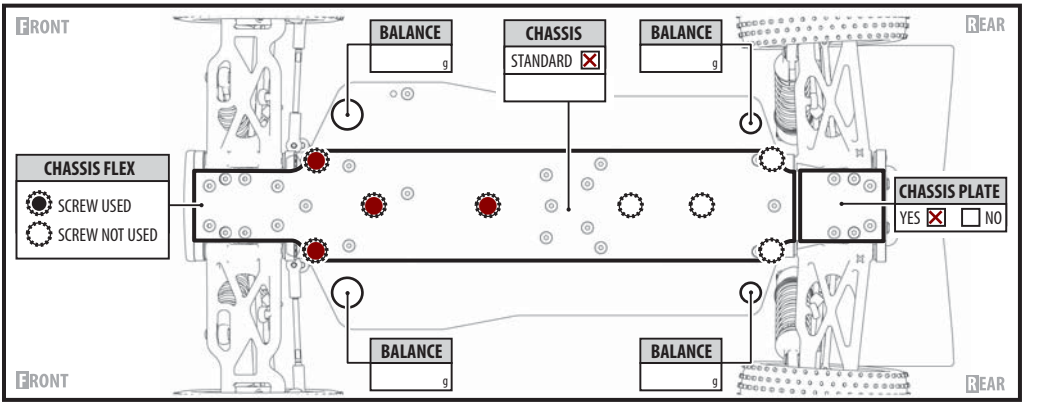 FRONT
BALANCE
g
CHASSIS
STANDARD
BALANCE
g
REAR
CHASSIS FLEX
SCREW USED
SCREW NOT USED
CHASSIS PLATE
YES NO
BALANCE
g
BALANCE
g
FRONT
REAR